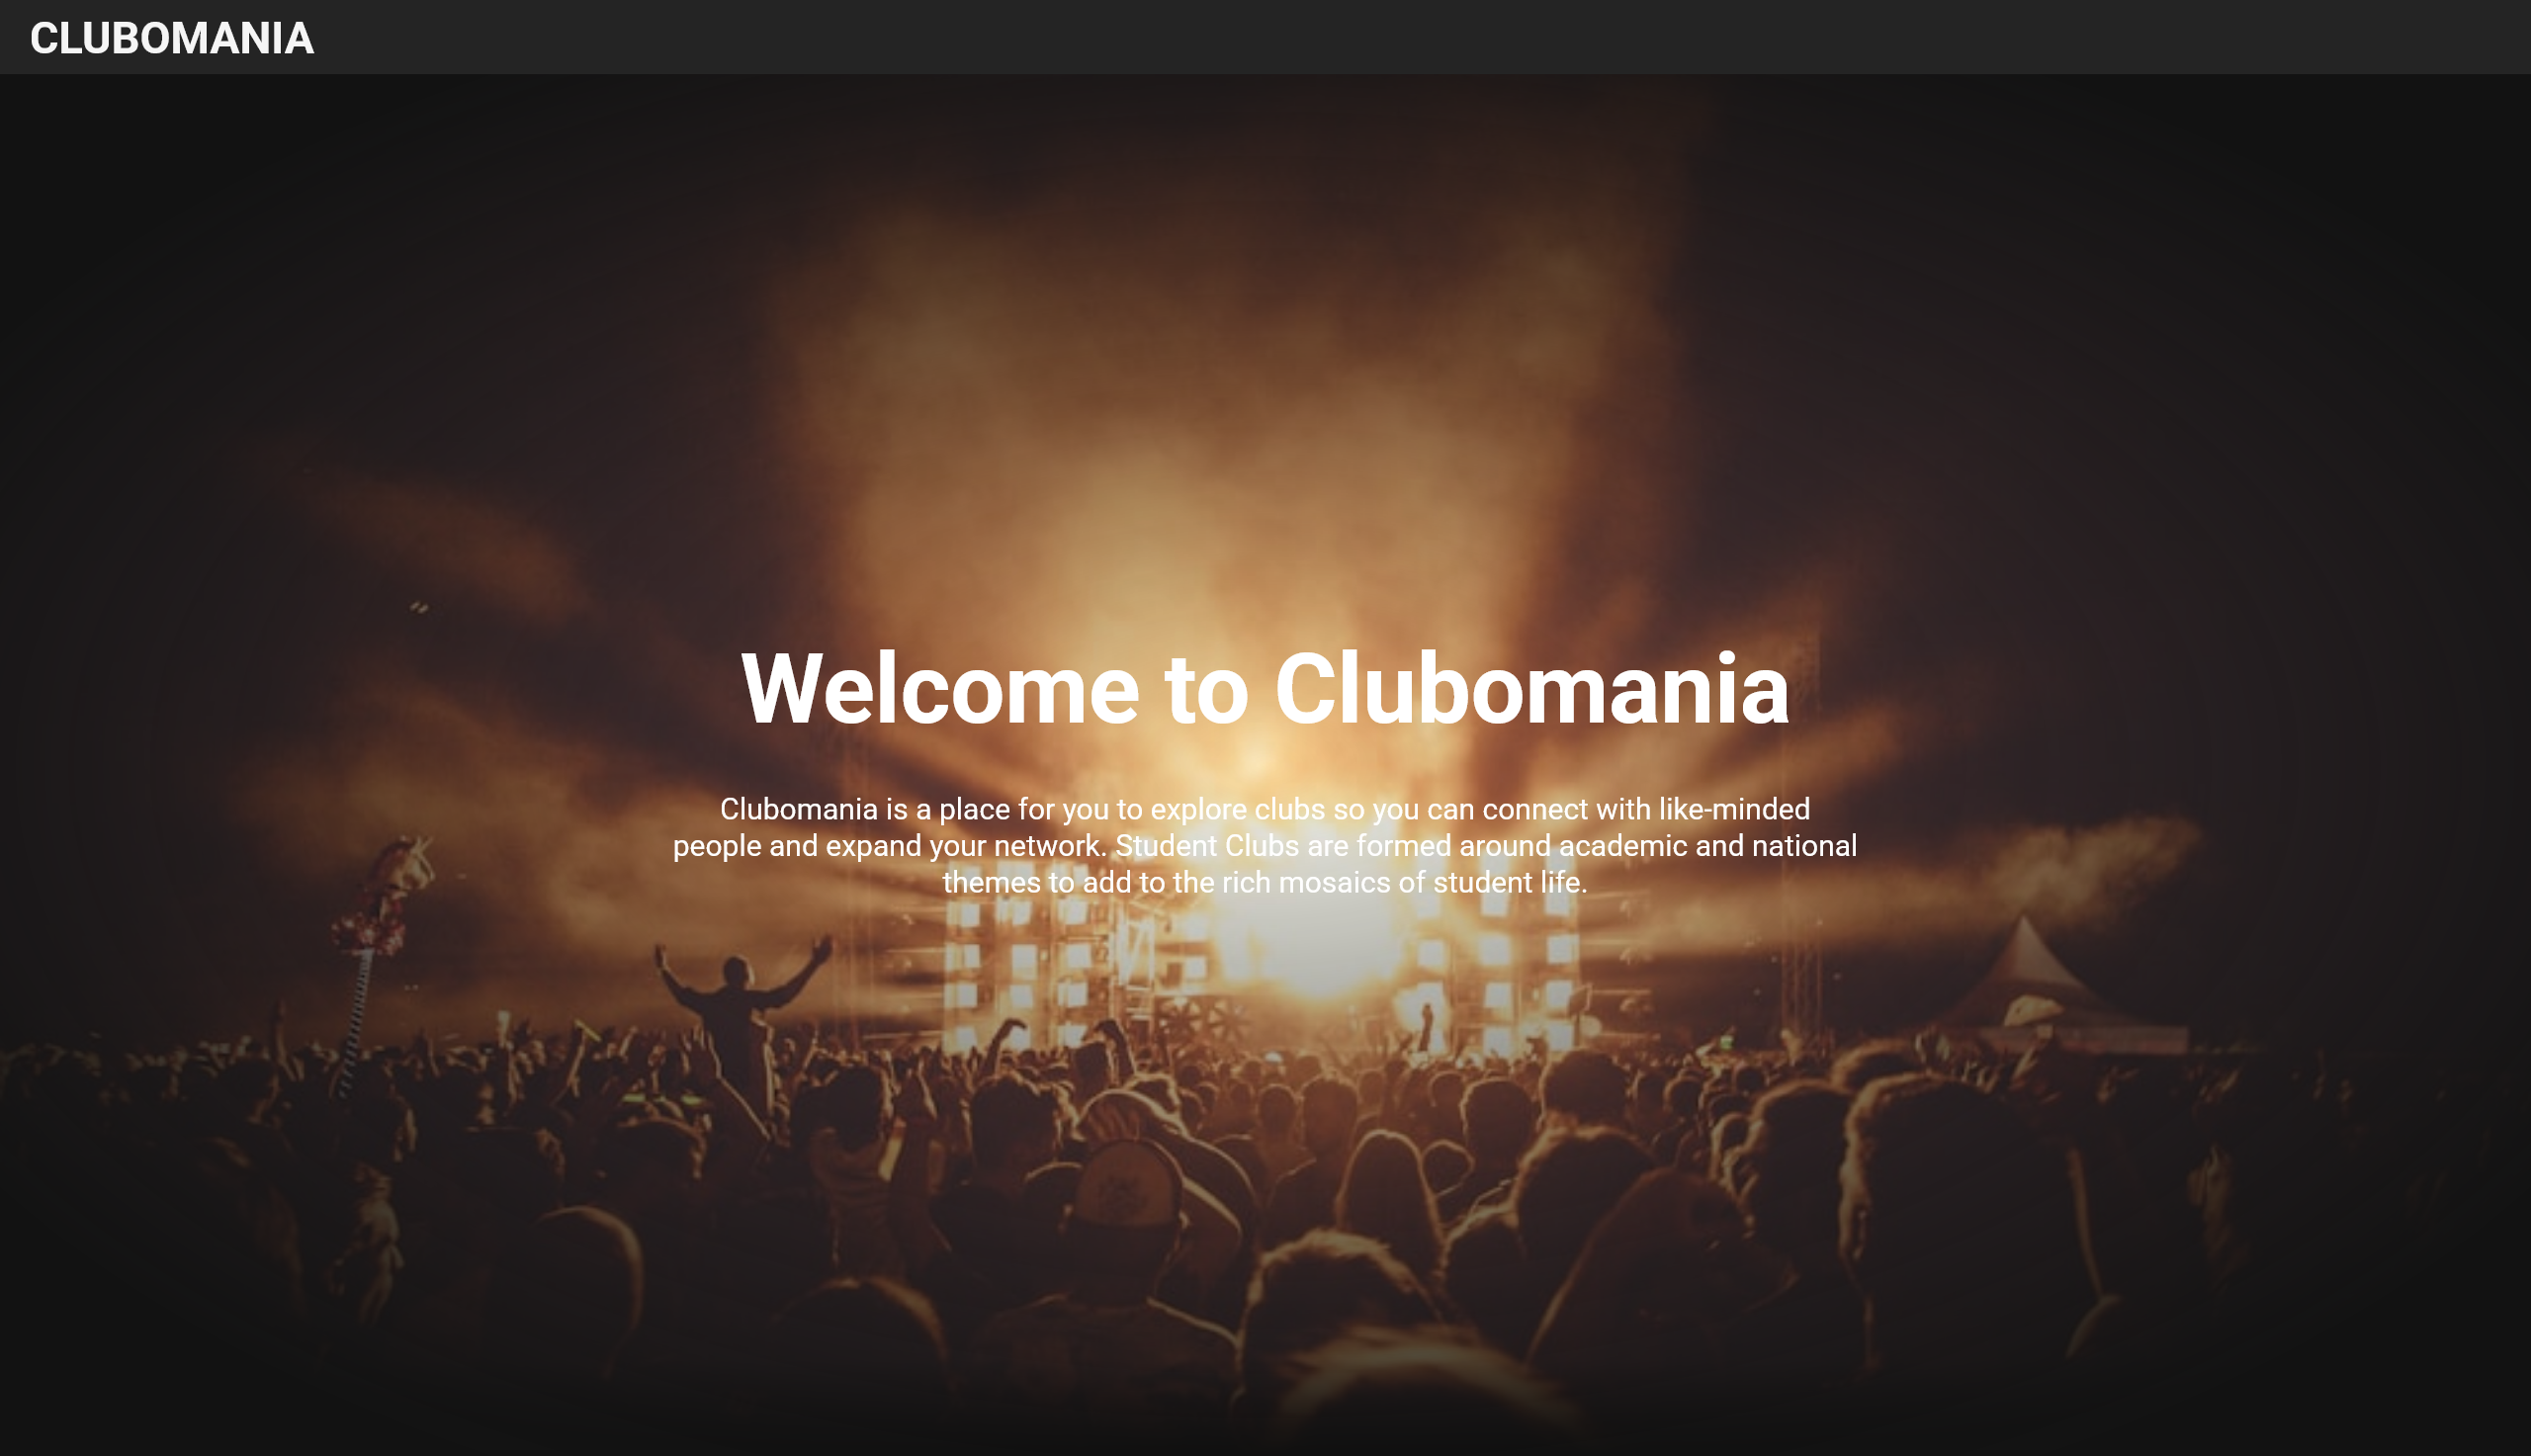 CLUBOMANIA
Welcome to Clubomania
Clubomania is a place for you to explore clubs so you can connect with like-minded
people and expand your network. Student Clubs are formed around academic and national
themes to add to the rich mosaics of student life.